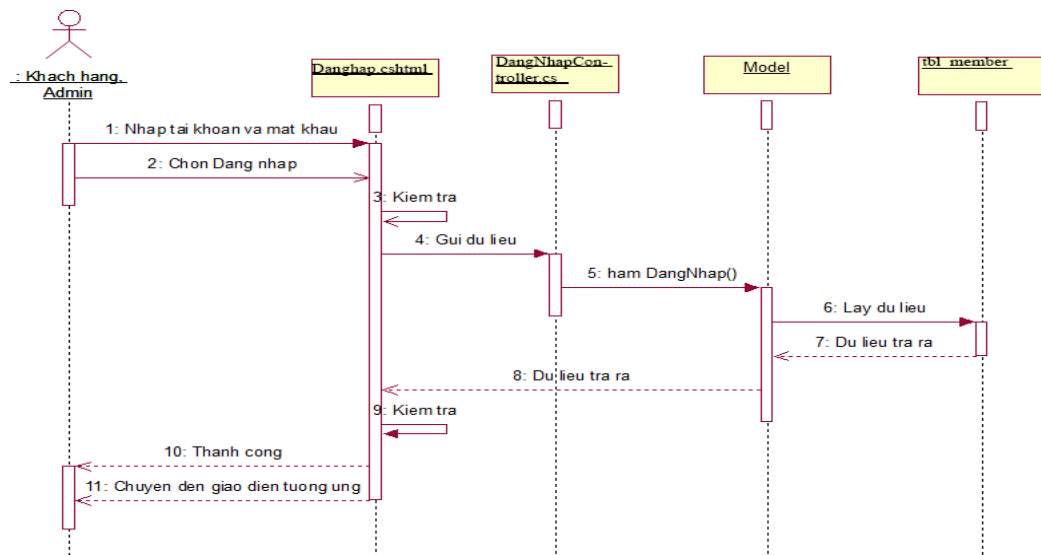 : Khach hang,
Admin
Danghap.cshtml
DangNhapCon-
troller.cs
Model
tbl_member
1: Nhap tai khoan va mat khau
2: Chon Dang nhap
3: Kiem tra
4: Gui du lieu
5: ham DangNhap()
6: Lay du lieu
7: Du lieu tra ra
8: Du lieu tra ra
9: Kiem tra
10: Thanh cong
11: Chuyen den giao dien tuong ung